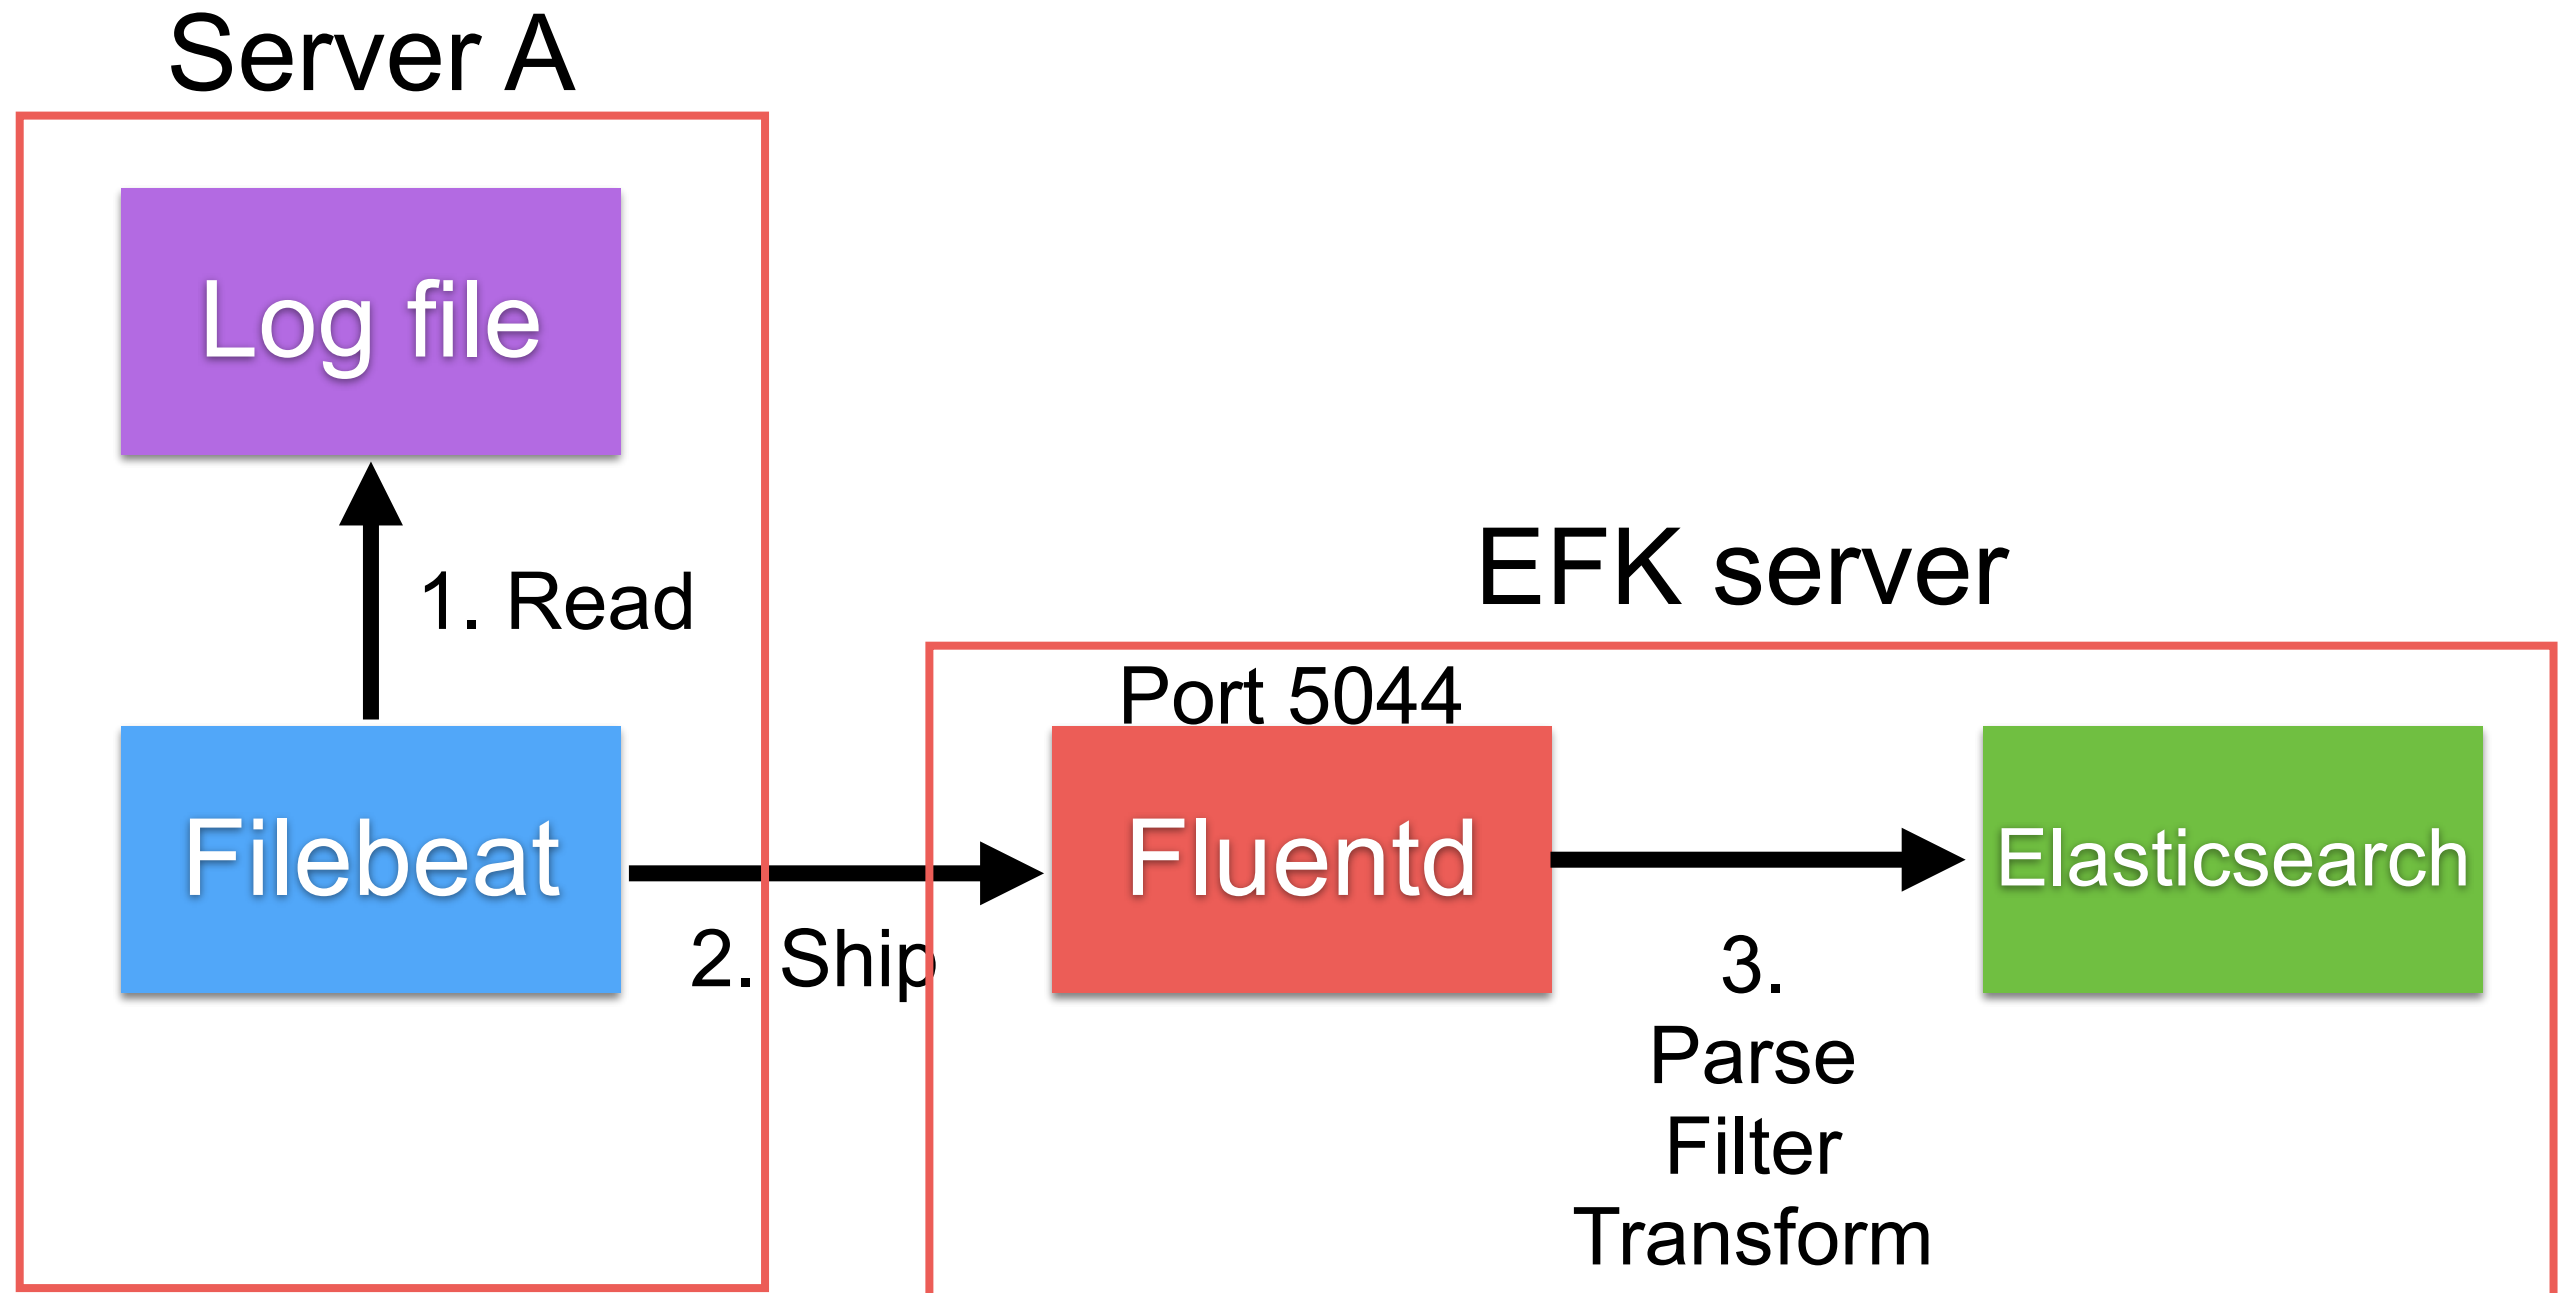 Server A
Log file
1. Read
Filebeat
2. Ship
EFK server
Port 5044
Fluentd
Elasticsearch
3.
Parse
Filter
Transform